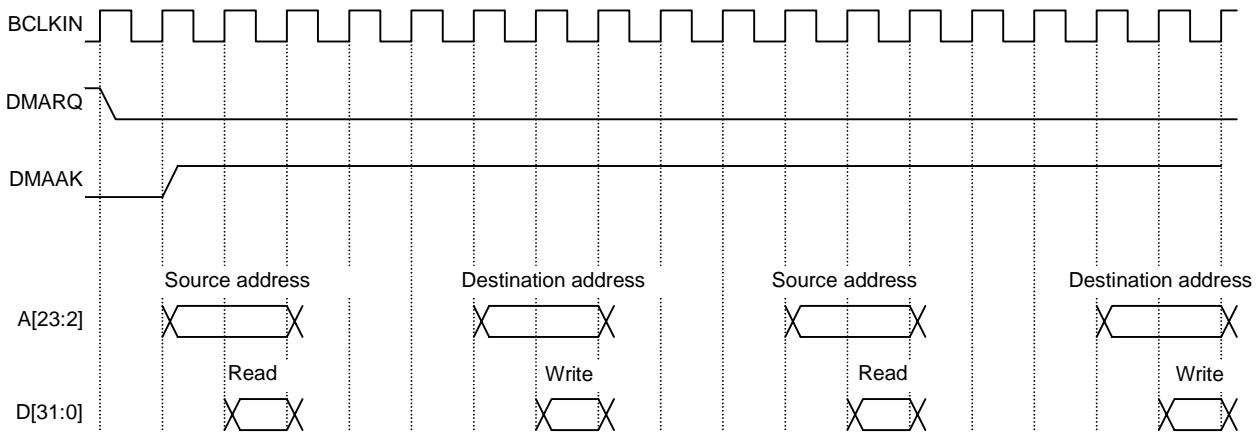 BCLKIN
DMARQ
DMAAK
Source address Destination address Source address Destination address
A[23:2]
Read Write Read Write
D[31:0]